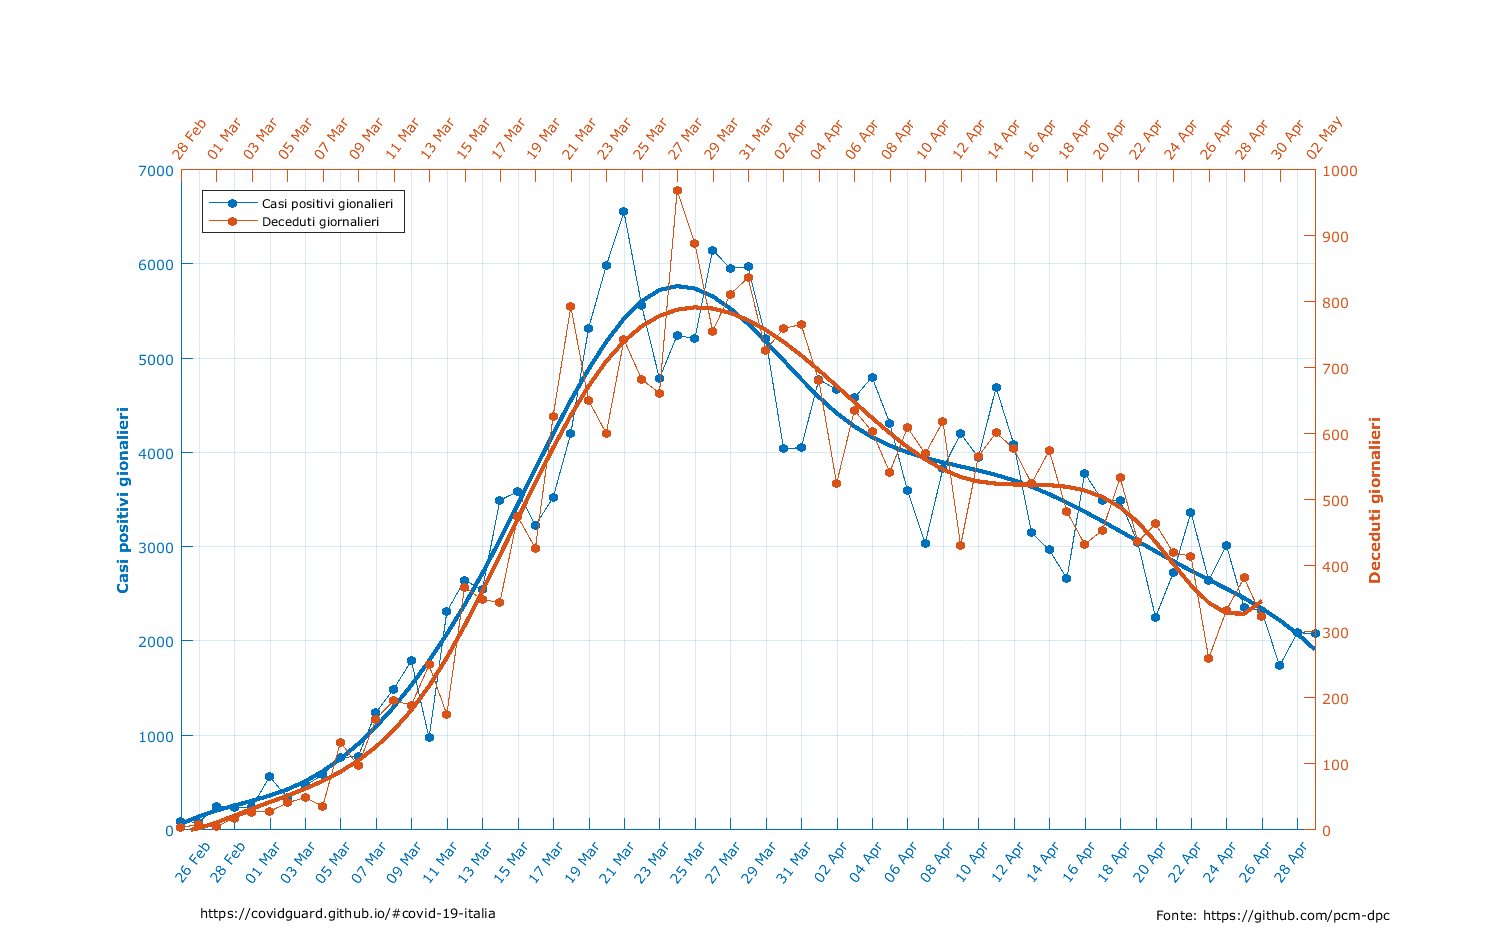 28 Feb 01 Mar 03 Mar 05 Mar 07 Mar 09 Mar 11 Mar 13 Mar 15 Mar 17 Mar 19 Mar 21 Mar 23 Mar 25 Mar 27 Mar 29 Mar 31 Mar 02 Apr 04 Apr 06 Apr 08 Apr 10 Apr 12 Apr 14 Apr 16 Apr 18 Apr 20 Apr 22 Apr 24 Apr 26 Apr 28 Apr 30 Apr 02 May
7000 1000
Casi positivi gionalieri
Deceduti giornalieri
900
6000
800
5000
700
4000 600
500
3000
400
2000 300
200
1000
100
0 0
Casi positivi gionalieri
Deceduti giornalieri
26 Feb 28 Feb 01 Mar 03 Mar 05 Mar 07 Mar 09 Mar 11 Mar 13 Mar 15 Mar 17 Mar 19 Mar 21 Mar 23 Mar 25 Mar 27 Mar 29 Mar 31 Mar 02 Apr 04 Apr 06 Apr 08 Apr 10 Apr 12 Apr 14 Apr 16 Apr 18 Apr 20 Apr 22 Apr 24 Apr 26 Apr 28 Apr
https://covidguard.github.io/#covid-19-italia
Fonte: https://github.com/pcm-dpc